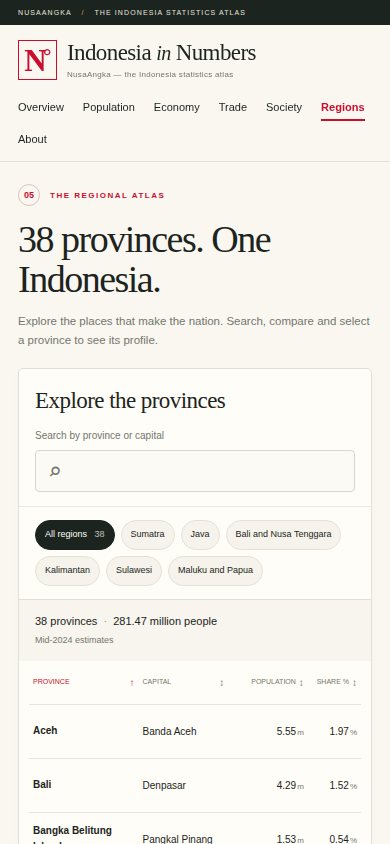 NUSAANGKA / THE INDONESIA STATISTICS ATLAS
N°
Indonesia in Numbers
NusaAngka — the Indonesia statistics atlas
Overview Population Economy Trade Society Regions
About
05 THE REGIONAL ATLAS
38 provinces. One
Indonesia.
Explore the places that make the nation. Search, compare and select
a province to see its profile.
Explore the provinces
Search by province or capital
All regions 38 Sumatra Java Bali and Nusa Tenggara
Kalimantan Sulawesi Maluku and Papua
38 provinces · 281.47 million people
Mid-2024 estimates
PROVINCE ↑ CAPITAL ↕ POPULATION ↕ SHARE % ↕
Aceh Banda Aceh 5.55 m 1.97 %
Bali Denpasar 4.29 m 1.52 %
Bangka Belitung
Pangkal Pinang 1.53 m 0.54 %